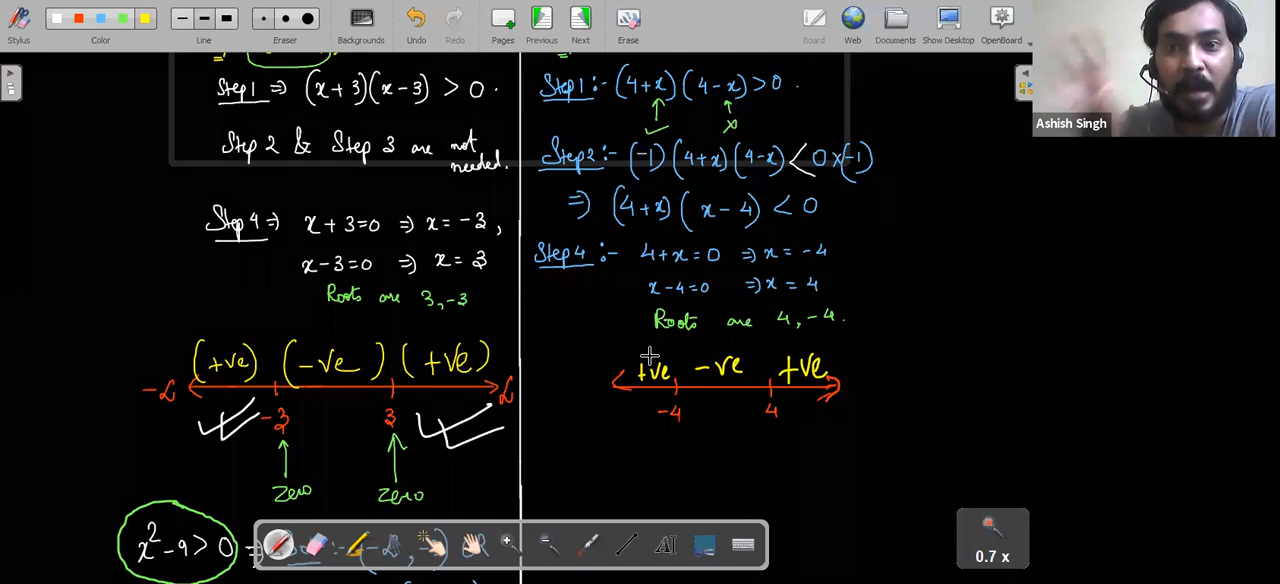 Stylus
Color
Line
Eraser
Backgrounds
Undo
Redo
Pages
Previous
Next
Erase
Board
Web
Documents
Show Desktop
OpenBoard
Ashish Singh
Step 1 ⇒ (x+3)(x-3) > 0.
Step 2 & Step 3 are not needed.
Step 4 ⇒ x+3=0 ⇒ x=-3,
x-3=0 ⇒ x=3
Roots are 3,-3
(+ve) (-ve) (+ve)
-3 3
Zero Zero
x²-9>0 ⇒
Step 1:- (4+x)(4-x)>0.
Step 2:- (-1)(4+x)(4-x) < 0×(-1)
⇒ (4+x)(x-4) < 0
Step 4:- 4+x=0 ⇒ x=-4
x-4=0 ⇒ x=4
Roots are 4,-4.
+ve -ve +ve
-4 4
AI
0.7 x